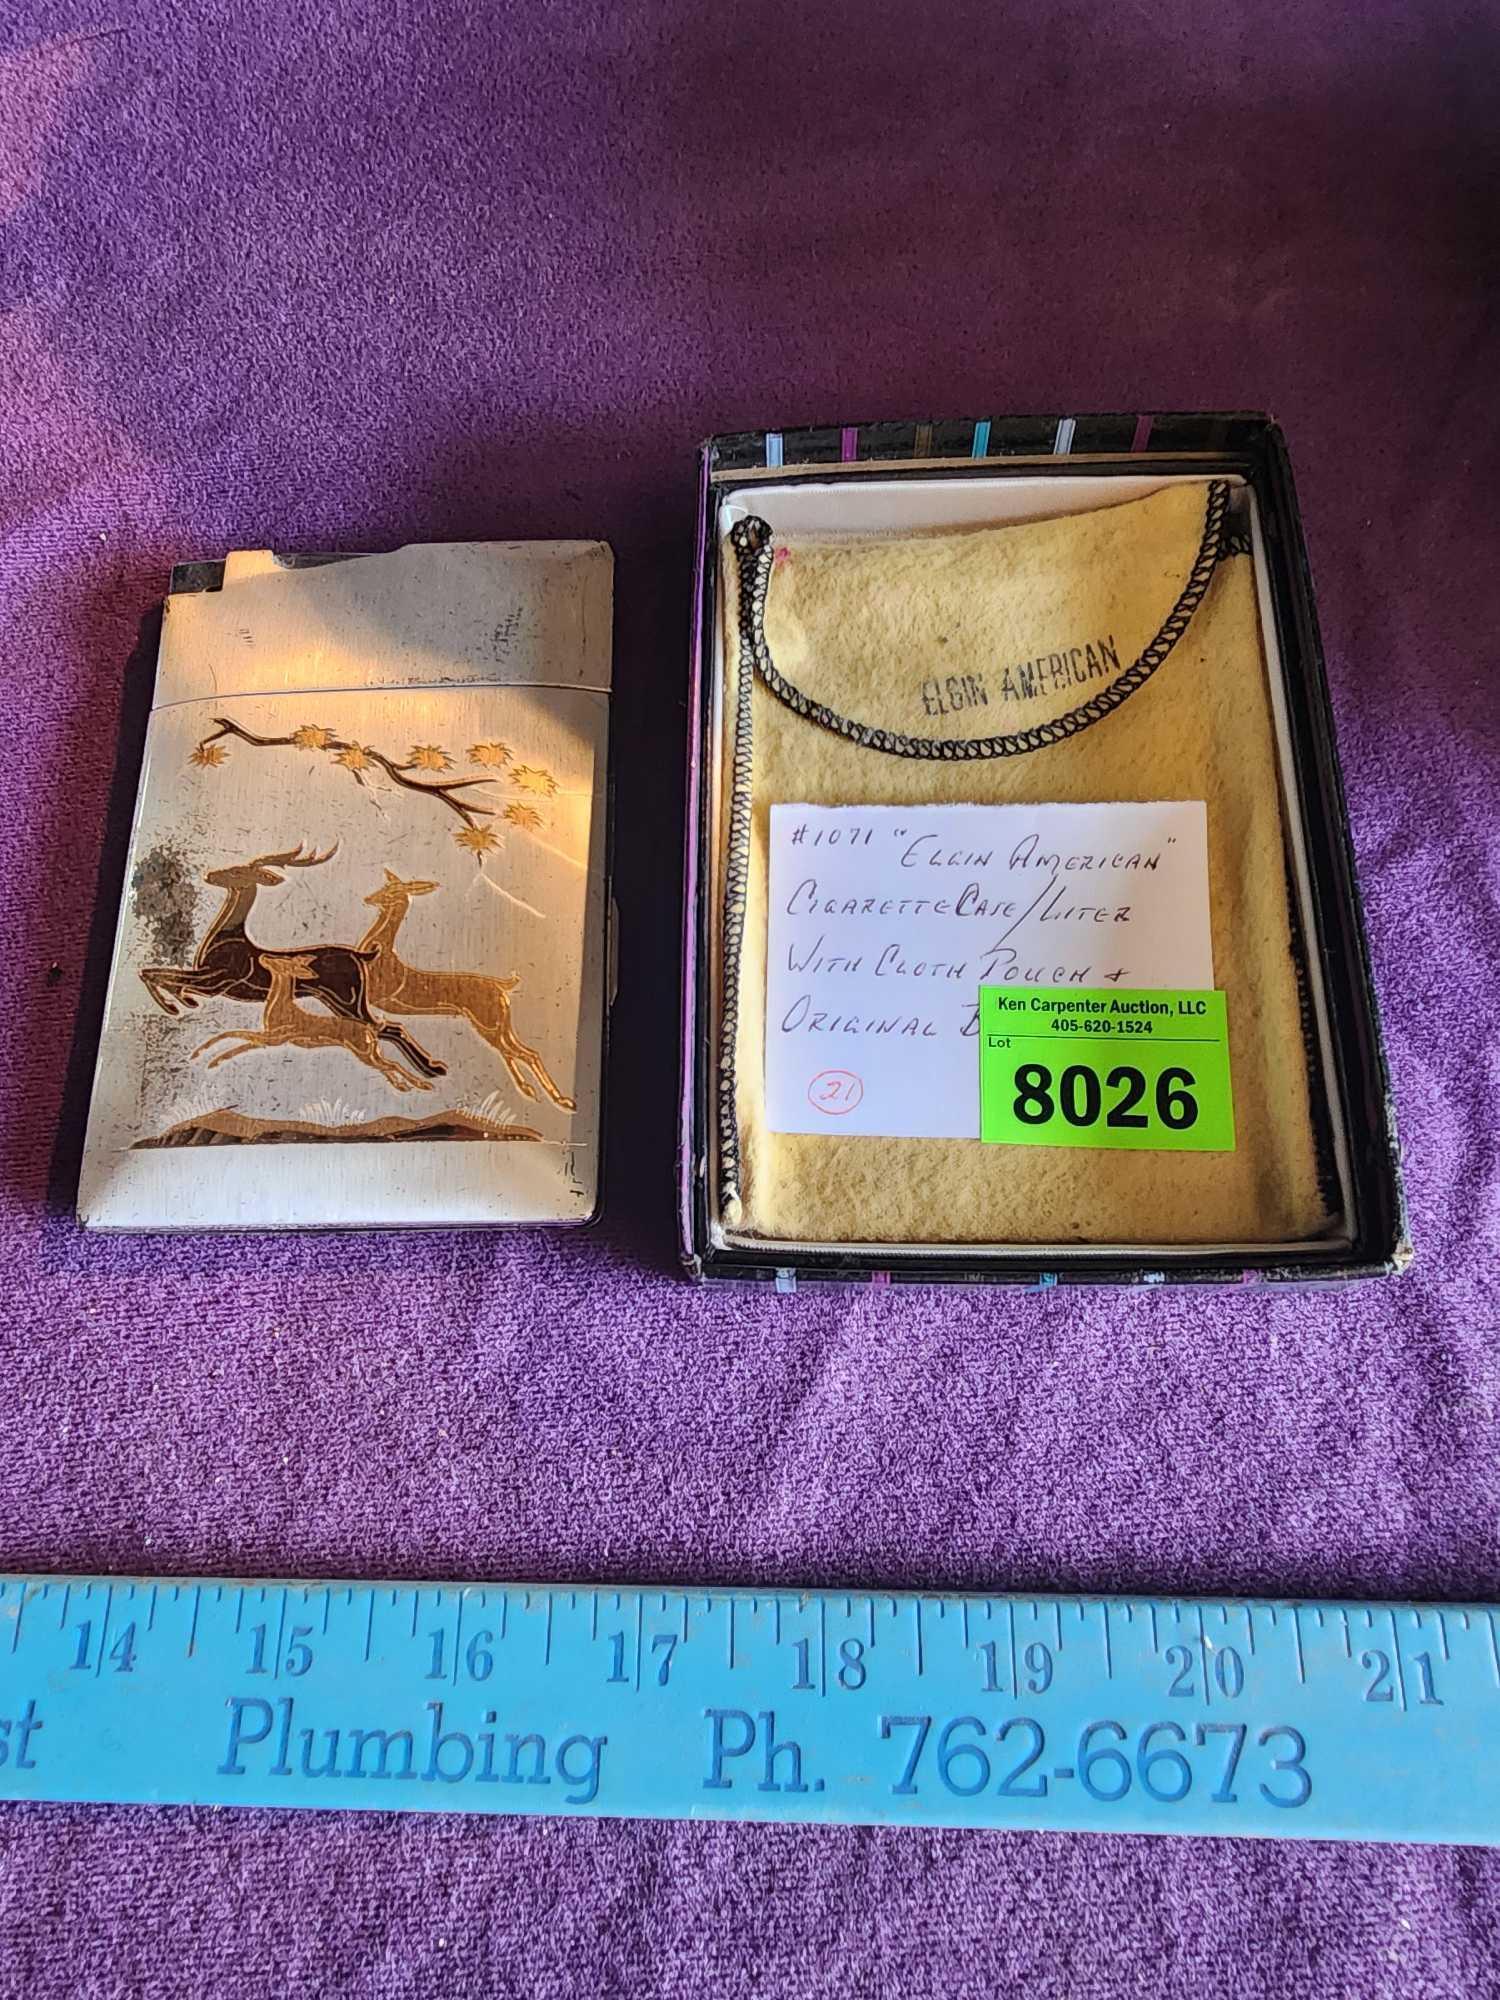 ELGIN AMERICAN
#1071 "ELGIN AMERICAN"
CIGARETTE CASE/LITER
WITH CLOTH POUCH &
ORIGINAL
21
Ken Carpenter Auction, LLC
405-620-1524
Lot
8026
14 15 16 17 18 19 20 21
st Plumbing Ph. 762-6673